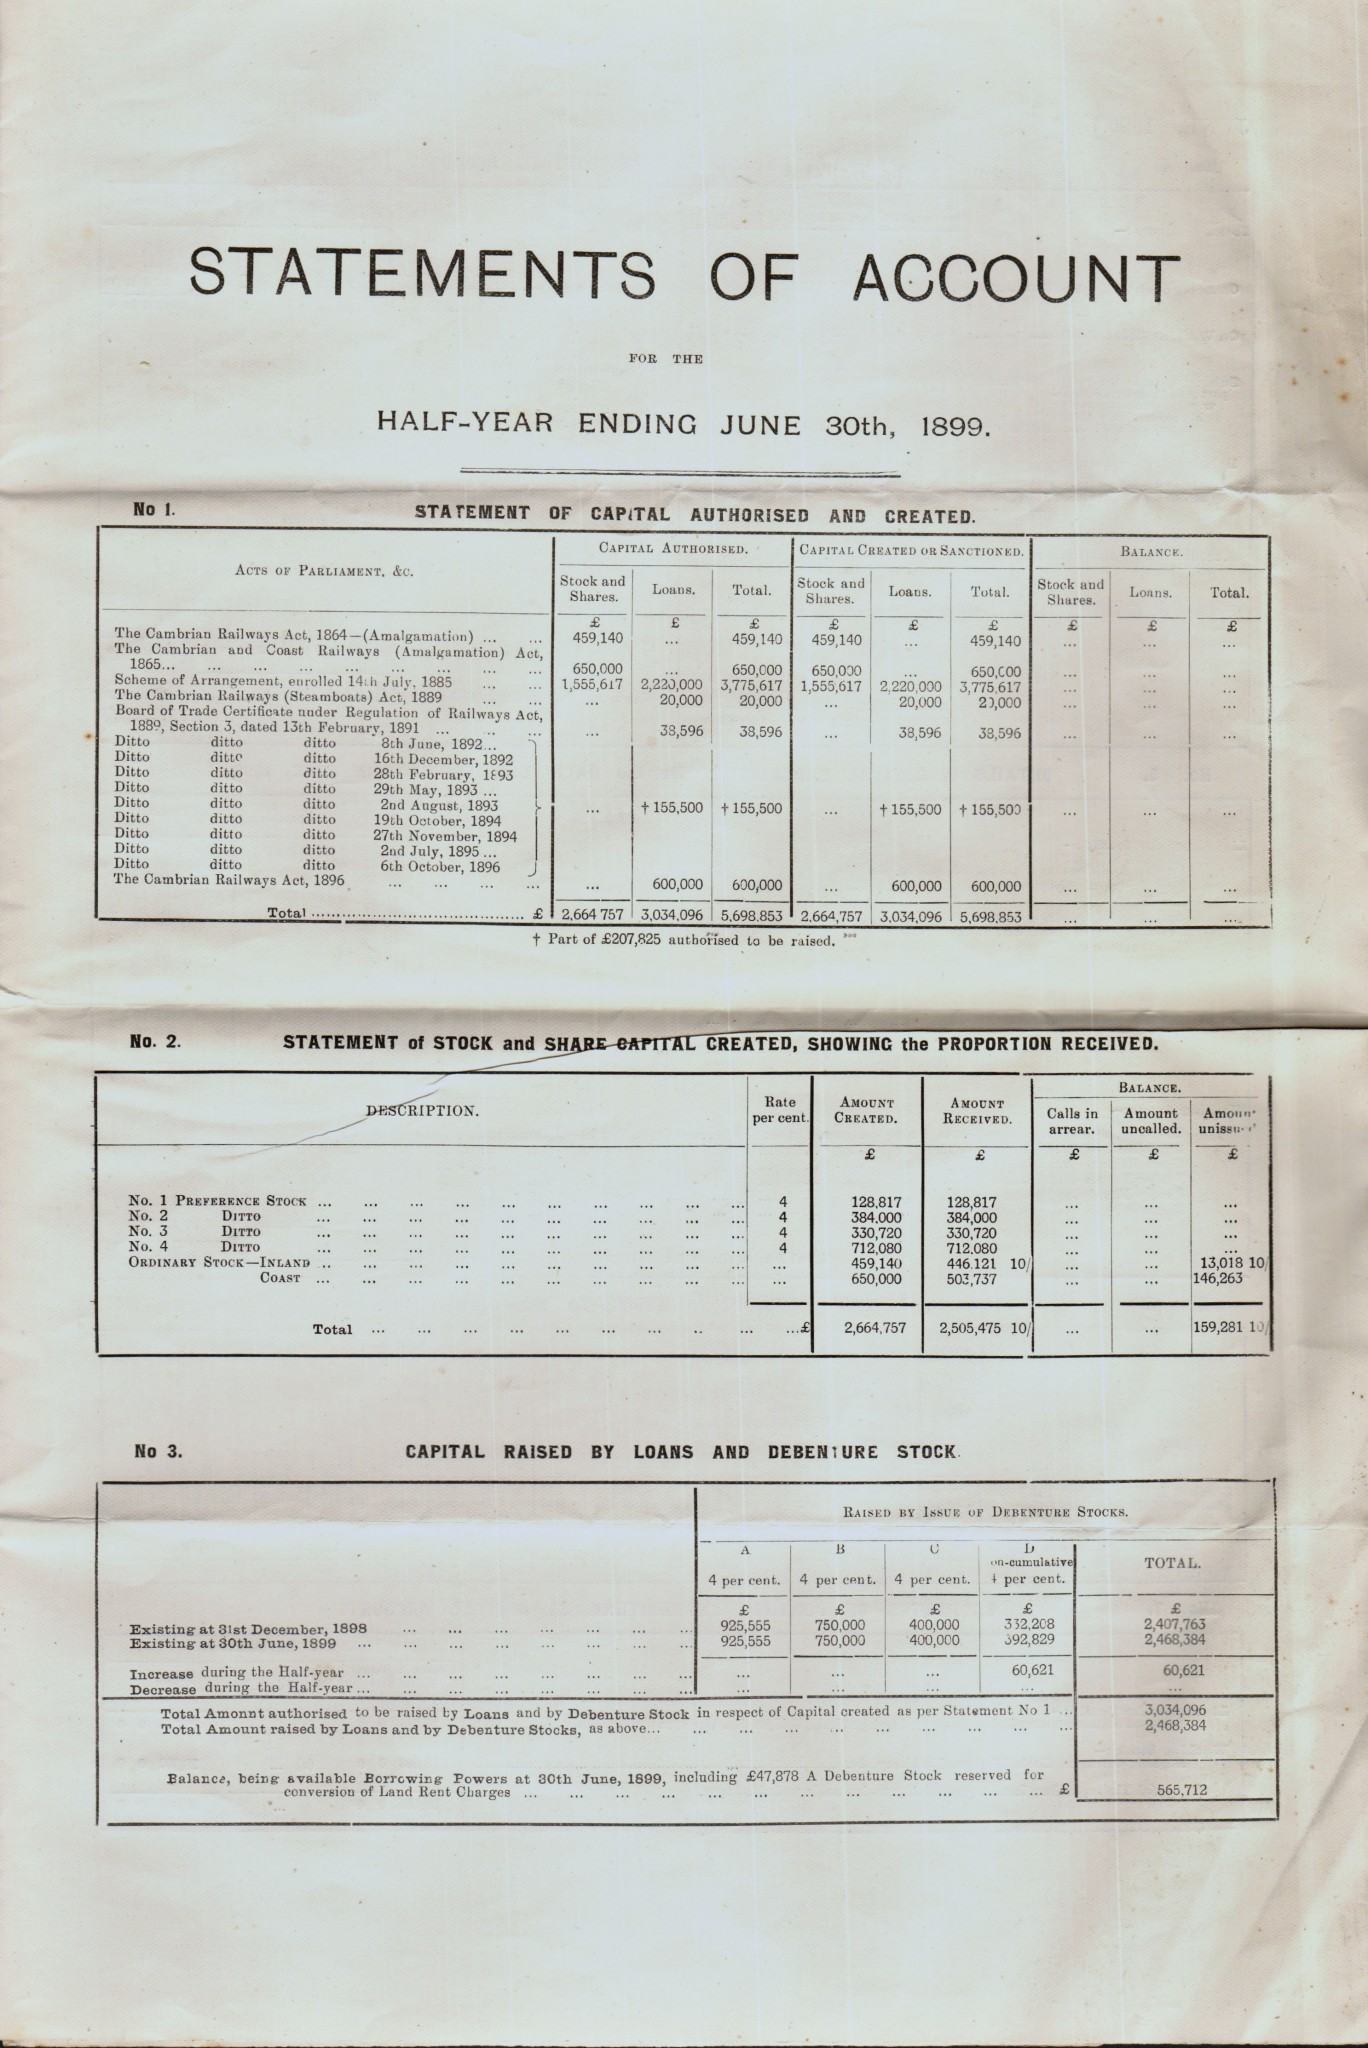 STATEMENTS OF ACCOUNT
FOR THE
HALF-YEAR ENDING JUNE 30th, 1899.
No 1. STATEMENT OF CAPITAL AUTHORISED AND CREATED.
ACTS OF PARLIAMENT, &C. CAPITAL AUTHORISED. CAPITAL CREATED OR SANCTIONED. BALANCE.
Stock and Shares. Loans. Total. Stock and Shares. Loans. Total. Stock and Shares. Loans. Total.
£ £ £ £ £ £ £ £ £
The Cambrian Railways Act, 1864—(Amalgamation) ... ... 459,140 ... 459,140 459,140 ... 459,140 ... ... ...
The Cambrian and Coast Railways (Amalgamation) Act,
1865... ... ... ... ... ... ... ... ... 650,000 ... 650,000 650,000 ... 650,000 ... ... ...
Scheme of Arrangement, enrolled 14th July, 1885 ... ... 1,555,617 2,220,000 3,775,617 1,555,617 2,220,000 3,775,617 ... ... ...
The Cambrian Railways (Steamboats) Act, 1889 ... ... ... 20,000 20,000 ... 20,000 20,000 ... ... ...
Board of Trade Certificate under Regulation of Railways Act,
1889, Section 3, dated 13th February, 1891 ... ... ... ... 38,596 38,596 ... 38,596 38,596 ... ... ...
Ditto ditto ditto 8th June, 1892...
Ditto ditto ditto 16th December, 1892
Ditto ditto ditto 28th February, 1893
Ditto ditto ditto 29th May, 1893 ...
Ditto ditto ditto 2nd August, 1893 ... † 155,500 † 155,500 ... † 155,500 † 155,500 ... ... ...
Ditto ditto ditto 19th October, 1894
Ditto ditto ditto 27th November, 1894
Ditto ditto ditto 2nd July, 1895 ...
Ditto ditto ditto 6th October, 1896
The Cambrian Railways Act, 1896 ... ... ... ... ... 600,000 600,000 ... 600,000 600,000 ... ... ...
Total ........................................ £ 2,664 757 3,034,096 5,698,853 2,664,757 3,034,096 5,698,853 ... ... ...
† Part of £207,825 authorised to be raised.
No. 2. STATEMENT of STOCK and SHARE CAPITAL CREATED, SHOWING the PROPORTION RECEIVED.
DESCRIPTION. Rate per cent. AMOUNT CREATED. AMOUNT RECEIVED. BALANCE.
Calls in arrear. Amount uncalled. Amount
£ £ £ £ £
No. 1 PREFERENCE STOCK ... ... ... ... ... ... ... ... ... ... 4 128,817 128,817 ... ... ...
No. 2 DITTO ... ... ... ... ... ... ... ... ... ... 4 384,000 384,000 ... ... ...
No. 3 DITTO ... ... ... ... ... ... ... ... ... ... 4 330,720 330,720 ... ... ...
No. 4 DITTO ... ... ... ... ... ... ... ... ... ... 4 712,080 712,080 ... ... ...
ORDINARY STOCK—INLAND ... ... ... ... ... ... ... ... ... ... ... 459,140 446.121 10/ ... ... 13,018 10/
COAST ... ... ... ... ... ... ... ... ... ... ... 650,000 503,737 ... ... 146,263
Total ... ... ... ... ... ... ... .. ... ...£ 2,664,757 2,505,475 10/ ... ... 159,281 10/
No 3. CAPITAL RAISED BY LOANS AND DEBENTURE STOCK.
RAISED BY ISSUE OF DEBENTURE STOCKS.
A B C D TOTAL.
on-cumulative
4 per cent. 4 per cent. 4 per cent. 4 per cent.
£ £ £ £ £
Existing at 31st December, 1898 ... ... ... ... ... ... ... 925,555 750,000 400,000 332,208 2,407,763
Existing at 30th June, 1899 ... ... ... ... ... ... ... ... 925,555 750,000 400,000 392,829 2,468,384
Increase during the Half-year ... ... ... ... ... ... ... ... ... ... ... 60,621 60,621
Decrease during the Half-year ... ... ... ... ... ... ... ... ... ... ... ... ...
Total Amonnt authorised to be raised by Loans and by Debenture Stock in respect of Capital created as per Statement No 1 ... 3,034,096
Total Amount raised by Loans and by Debenture Stocks, as above... ... ... ... ... ... ... ... ... ... 2,468,384
Balance, being available Borrowing Powers at 30th June, 1899, including £47,878 A Debenture Stock reserved for
conversion of Land Rent Charges ... ... ... ... ... ... ... ... ... ... ... ... £ 565,712